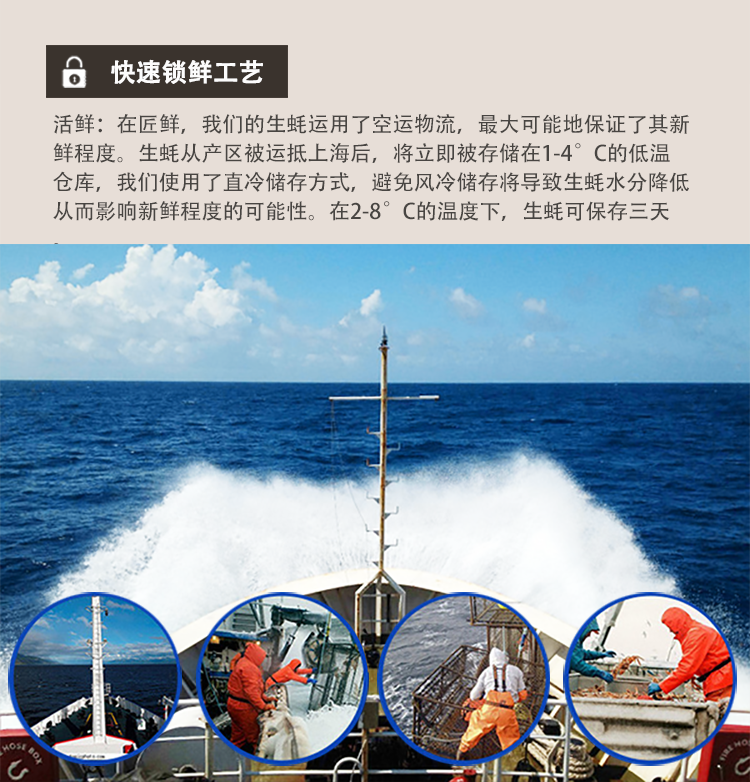 快速锁鲜工艺
活鲜：在匠鲜，我们的生蚝运用了空运物流，最大可能地保证了其新
鲜程度。生蚝从产区被运抵上海后，将立即被存储在1-4°C的低温
仓库，我们使用了直冷储存方式，避免风冷储存将导致生蚝水分降低
从而影响新鲜程度的可能性。在2-8°C的温度下，生蚝可保存三天
HOSE BOX
FIRE HOSE